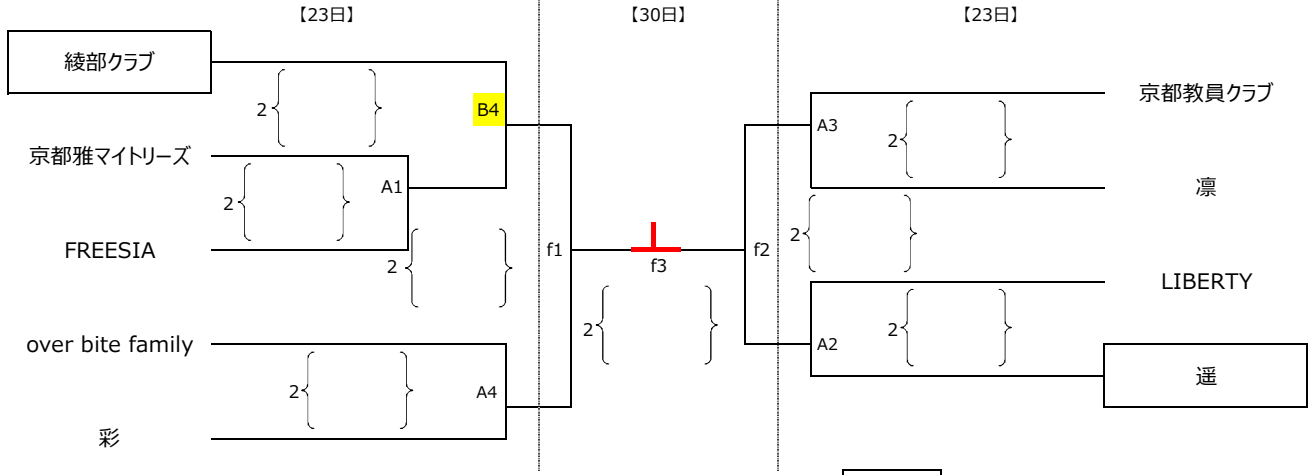 【23日】
【30日】
【23日】
綾部クラブ
2
B4
京都雅マイトリーズ
2
A1
FREESIA
2
over bite family
2
A4
彩
f1
f3
2
f2
京都教員クラブ
A3
2
凛
2
LIBERTY
2
A2
遥